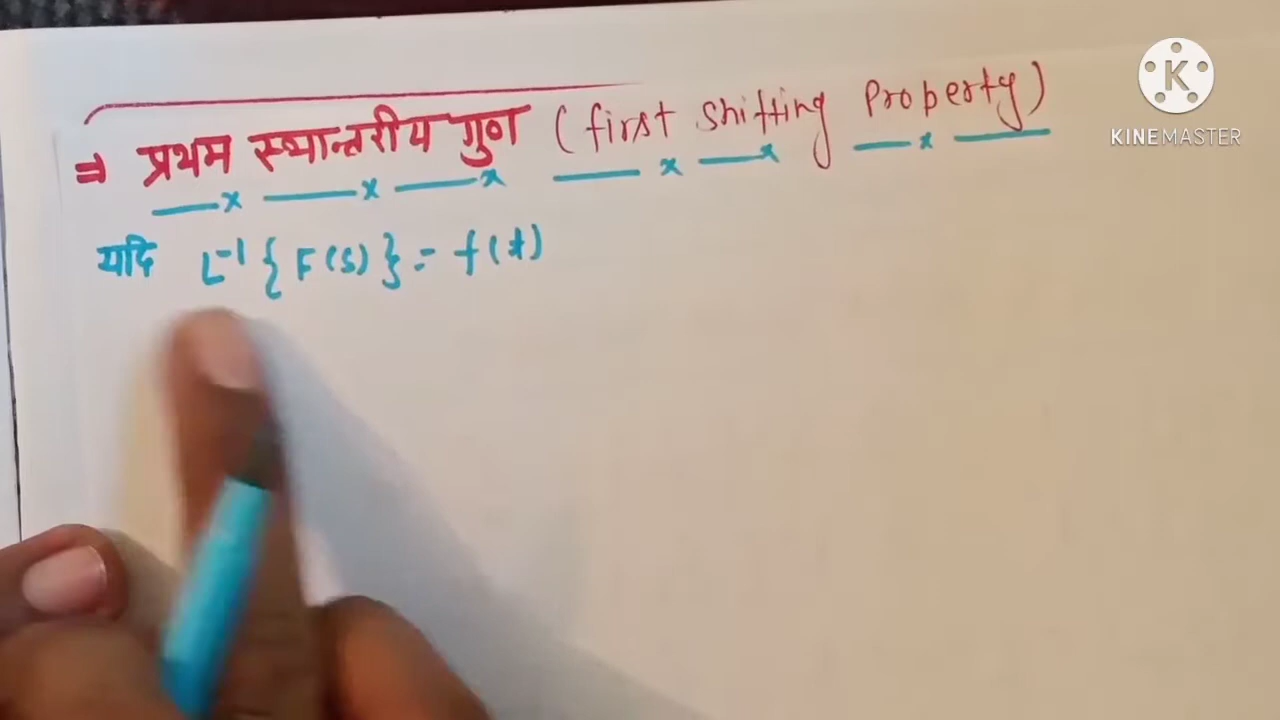 ⇒ प्रथम स्थान्तरीय गुण (first Shifting Property)
यदि L⁻¹{F(s)} = f(t)
KINEMASTER